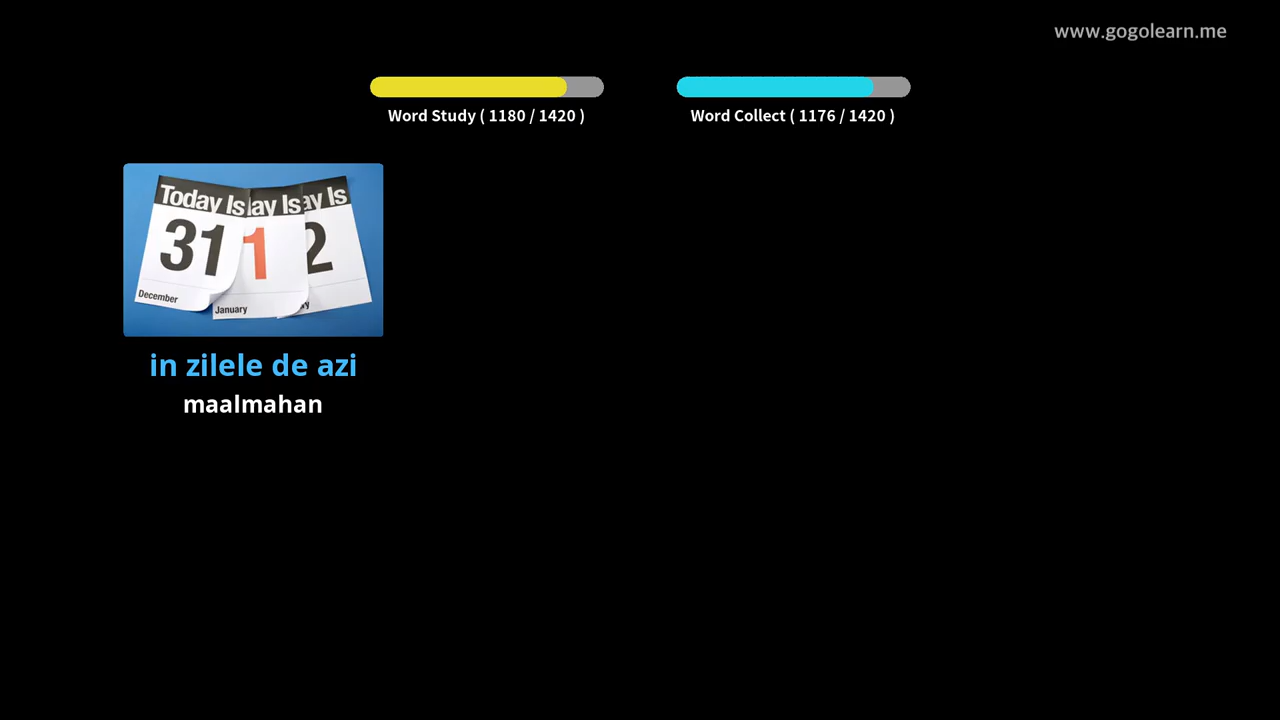 www.gogolearn.me
Word Study ( 1180 / 1420 )
Word Collect ( 1176 / 1420 )
Today Is
ay Is
ay Is
31
1
2
December
January
in zilele de azi
maalmahan